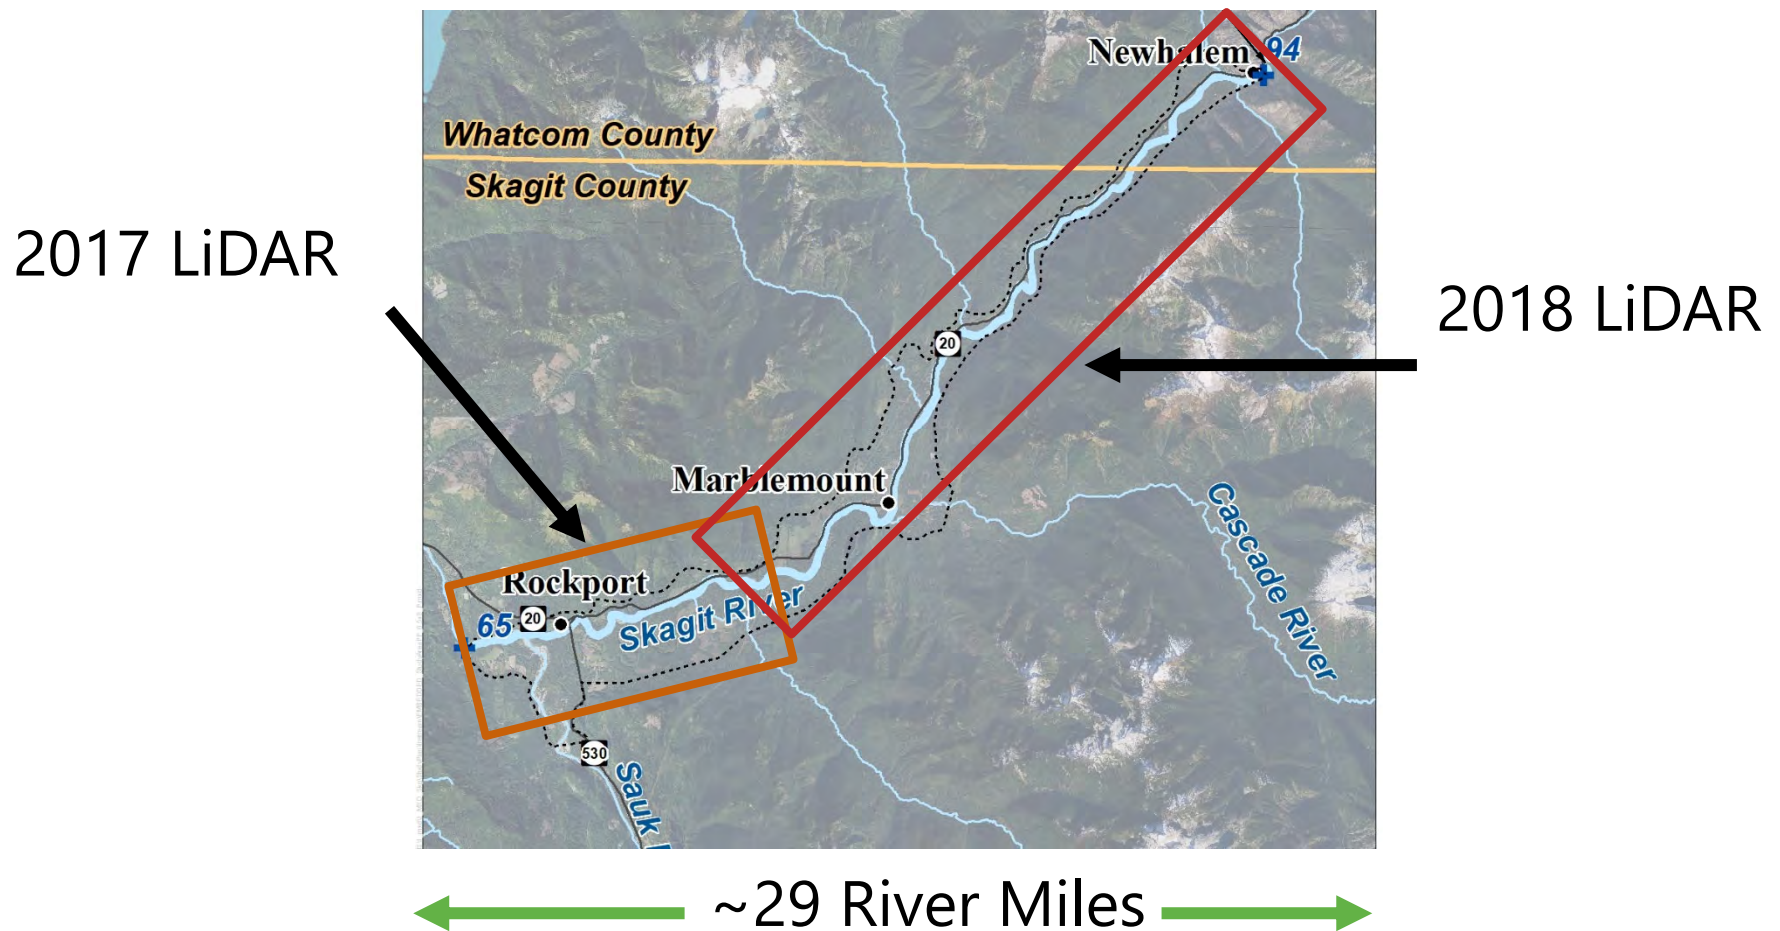 Newhalem
94
Whatcom County
Skagit County
2017 LiDAR
2018 LiDAR
20
Marblemount
Cascade River
Rockport
65
20
Skagit River
530
Sauk
~29 River Miles